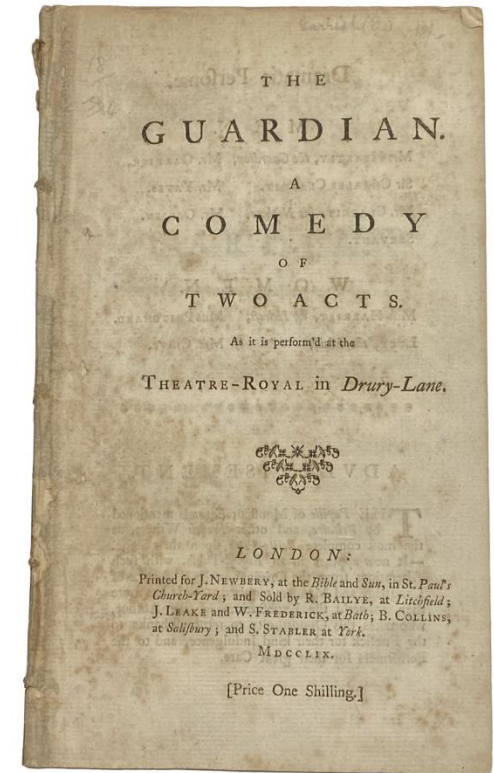 THE
GUARDIAN.
A
COMEDY
OF
TWO ACTS.
As it is perform'd at the
THEATRE-ROYAL in Drury-Lane.
LONDON:
Printed for J. NEWBERY, at the Bible and Sun, in St. Paul's
Church-Yard; and Sold by R. BAILYE, at Litchfield;
J. LEAKE and W. FREDERICK, at Bath; B. COLLINS,
at Salisbury; and S. STABLER at York.
MDCCLIX.
[Price One Shilling.]